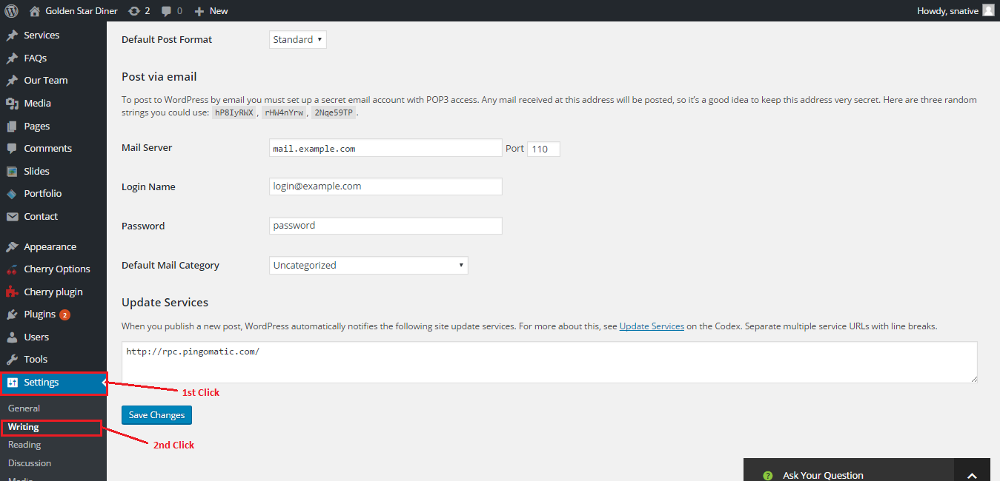 Golden Star Diner 2 0 New Howdy, snative
Services
FAQs
Our Team
Media
Pages
Comments
Slides
Portfolio
Contact
Appearance
Cherry Options
Cherry plugin
Plugins 2
Users
Tools
Settings
General
Writing
Reading
Discussion
Media
Default Post Format Standard
Post via email
To post to WordPress by email you must set up a secret email account with POP3 access. Any mail received at this address will be posted, so it's a good idea to keep this address very secret. Here are three random
strings you could use: hP8IyRWX , rHW4nYrw , 2Nqe59TP .
Mail Server mail.example.com Port 110
Login Name login@example.com
Password password
Default Mail Category Uncategorized
Update Services
When you publish a new post, WordPress automatically notifies the following site update services. For more about this, see Update Services on the Codex. Separate multiple service URLs with line breaks.
http://rpc.pingomatic.com/
1st Click
Save Changes
2nd Click
? Ask Your Question